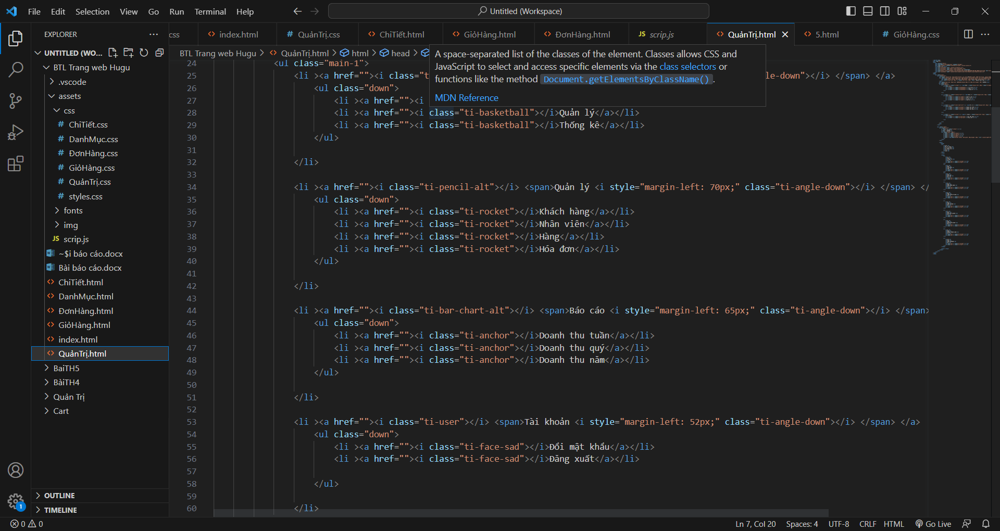 File Edit Selection View Go Run Terminal Help
Untitled (Workspace)
EXPLORER
css
index.html
# QuảnTrị.css
ChiTiết.html
GiỏHàng.html
ĐơnHàng.html
JS scrip.js
QuảnTrị.html
5.html
# GiỏHàng.css
UNTITLED (WO...
BTL Trang web Hugu
.vscode
assets
css
# ChiTiết.css
# DanhMục.css
# ĐơnHàng.css
# GiỏHàng.css
# QuảnTrị.css
# styles.css
fonts
img
JS scrip.js
~$i báo cáo.docx
Bài báo cáo.docx
ChiTiết.html
DanhMục.html
ĐơnHàng.html
GiỏHàng.html
index.html
QuảnTrị.html
BaiTH5
BàiTH4
Quản Trị
Cart
OUTLINE
TIMELINE
BTL Trang web Hugu > QuảnTrị.html > html > head >
A space-separated list of the classes of the element. Classes allows CSS and
JavaScript to select and access specific elements via the class selectors or
functions like the method Document.getElementsByClassName().
MDN Reference
24 <ul class="main-1">
25 <li ><a href=""><i class="t le-down"></i> </span> </a>
26 <ul class="down">
27 <li ><a href=""><i
28 <li ><a href=""><i class="ti-basketball"></i>Quản lý</a></li>
29 <li ><a href=""><i class="ti-basketball"></i>Thống kê</a></li>
30 </ul>
31
32 </li>
33
34 <li ><a href=""><i class="ti-pencil-alt"></i> <span>Quản lý <i style="margin-left: 70px;" class="ti-angle-down"></i> </span> </
35 <ul class="down">
36 <li ><a href=""><i class="ti-rocket"></i>Khách hàng</a></li>
37 <li ><a href=""><i class="ti-rocket"></i>Nhân viên</a></li>
38 <li ><a href=""><i class="ti-rocket"></i>Hàng</a></li>
39 <li ><a href=""><i class="ti-rocket"></i>Hóa đơn</a></li>
40 </ul>
41
42 </li>
43
44 <li ><a href=""><i class="ti-bar-chart-alt"></i> <span>Báo cáo <i style="margin-left: 65px;" class="ti-angle-down"></i> </span>
45 <ul class="down">
46 <li ><a href=""><i class="ti-anchor"></i>Doanh thu tuần</a></li>
47 <li ><a href=""><i class="ti-anchor"></i>Doanh thu quý</a></li>
48 <li ><a href=""><i class="ti-anchor"></i>Doanh thu năm</a></li>
49 </ul>
50
51 </li>
52
53 <li ><a href=""><i class="ti-user"></i> <span>Tài khoản <i style="margin-left: 52px;" class="ti-angle-down"></i> </span> </a>
54 <ul class="down">
55 <li ><a href=""><i class="ti-face-sad"></i>Đổi mật khẩu</a></li>
56 <li ><a href=""><i class="ti-face-sad"></i>Đăng xuất</a></li>
57
58 </ul>
59
60 </li>
1
0 0
Ln 7, Col 20 Spaces: 4 UTF-8 CRLF HTML Go Live